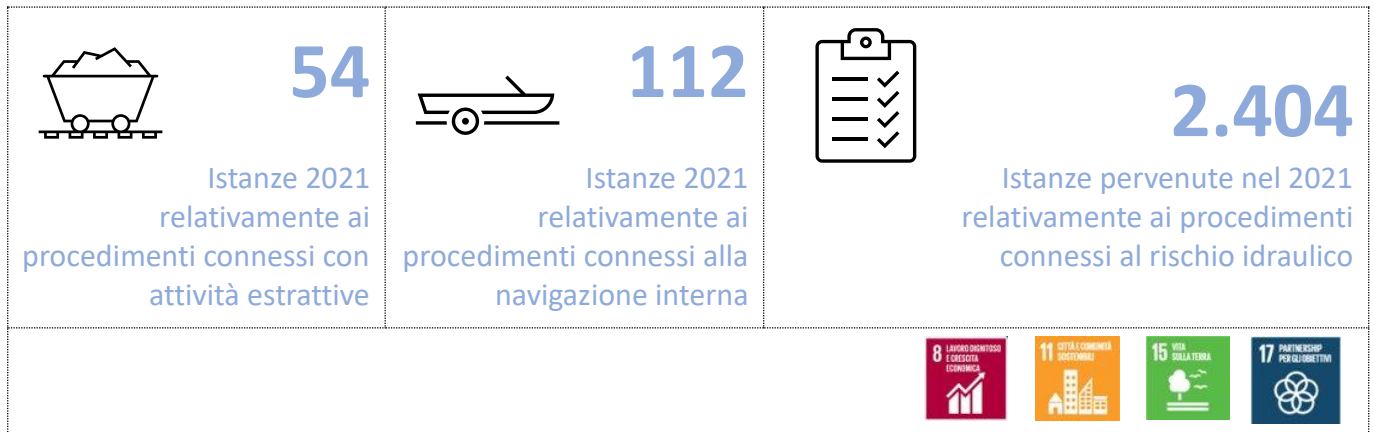 54
Istanze 2021
relativamente ai
procedimenti connessi con
attività estrattive
112
Istanze 2021
relativamente ai
procedimenti connessi alla
navigazione interna
2.404
Istanze pervenute nel 2021
relativamente ai procedimenti
connessi al rischio idraulico
8 LAVORO DIGNITOSO
E CRESCITA
ECONOMICA
11 CITTÀ E COMUNITÀ
SOSTENIBILI
15 VITA
SULLA TERRA
17 PARTNERSHIP
PER GLI OBIETTIVI